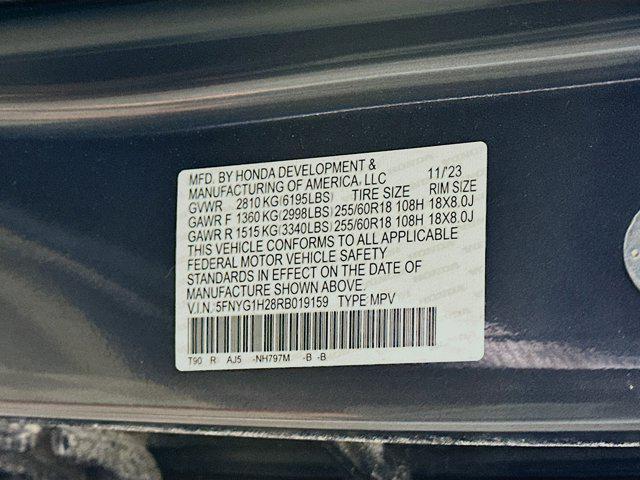 MFD. BY HONDA DEVELOPMENT &
MANUFACTURING OF AMERICA, LLC 11/'23
GVWR 2810 KG (6195LBS) TIRE SIZE RIM SIZE
GAWR F 1360 KG (2998LBS) 255/60R18 108H 18X8.0J
GAWR R 1515 KG (3340LBS) 255/60R18 108H 18X8.0J
THIS VEHICLE CONFORMS TO ALL APPLICABLE
FEDERAL MOTOR VEHICLE SAFETY
STANDARDS IN EFFECT ON THE DATE OF
MANUFACTURE SHOWN ABOVE.
V.I.N. 5FNYG1H28RB019159 TYPE MPV
T90 R AJ5 -NH797M -B -B